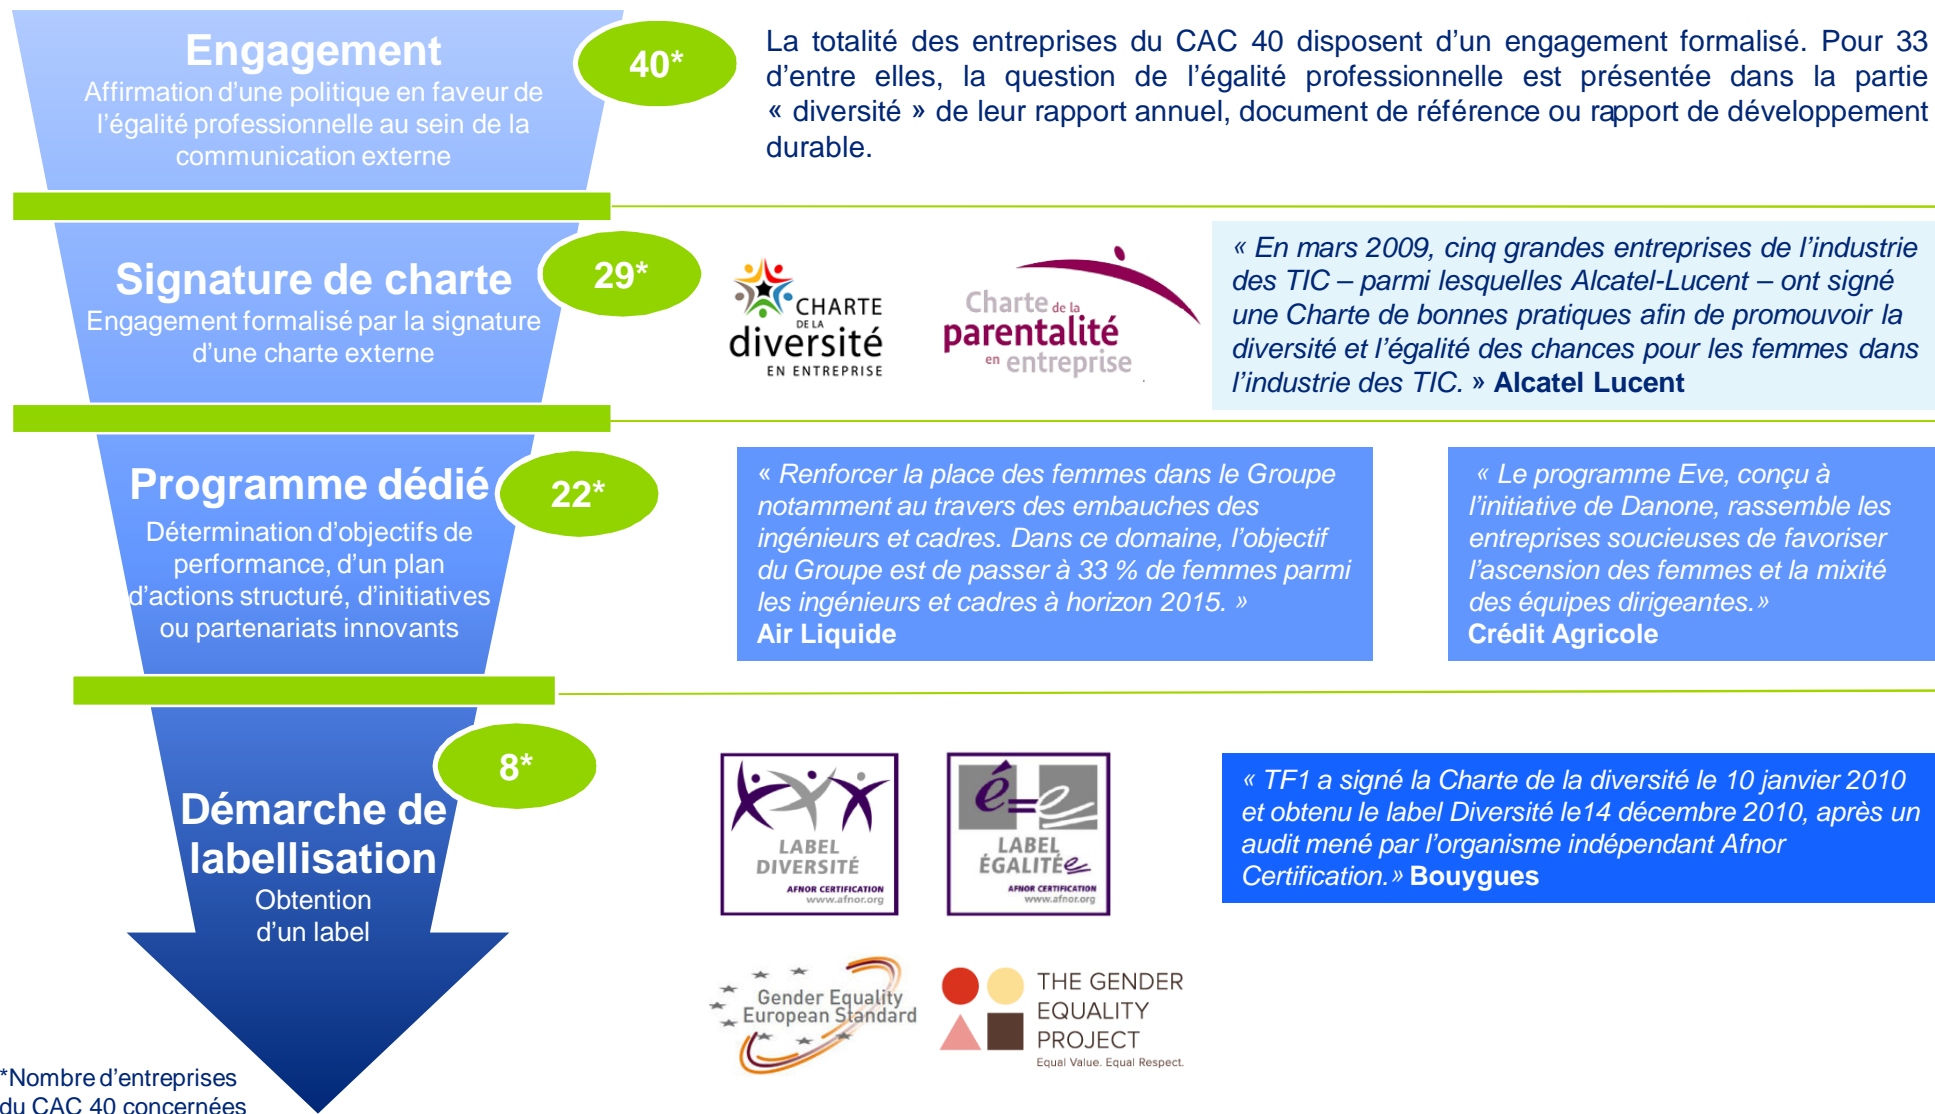 Engagement
Affirmation d’une politique en faveur de
l’égalité professionnelle au sein de la
communication externe
40*
La totalité des entreprises du CAC 40 disposent d’un engagement formalisé. Pour 33
d’entre elles, la question de l’égalité professionnelle est présentée dans la partie
« diversité » de leur rapport annuel, document de référence ou rapport de développement
durable.
Signature de charte
Engagement formalisé par la signature
d’une charte externe
29*
CHARTE
DE LA
diversité
EN ENTREPRISE
Charte de la
parentalité
en entreprise
« En mars 2009, cinq grandes entreprises de l’industrie
des TIC – parmi lesquelles Alcatel-Lucent – ont signé
une Charte de bonnes pratiques afin de promouvoir la
diversité et l’égalité des chances pour les femmes dans
l’industrie des TIC. » Alcatel Lucent
Programme dédié
Détermination d’objectifs de
performance, d’un plan
d’actions structuré, d’initiatives
ou partenariats innovants
22*
« Renforcer la place des femmes dans le Groupe
notamment au travers des embauches des
ingénieurs et cadres. Dans ce domaine, l’objectif
du Groupe est de passer à 33 % de femmes parmi
les ingénieurs et cadres à horizon 2015. »
Air Liquide
« Le programme Eve, conçu à
l’initiative de Danone, rassemble les
entreprises soucieuses de favoriser
l’ascension des femmes et la mixité
des équipes dirigeantes.»
Crédit Agricole
Démarche de
labellisation
Obtention
d’un label
8*
LABEL
DIVERSITÉ
AFNOR CERTIFICATION
www.afnor.org
é=e
LABEL
ÉGALITÉe
AFNOR CERTIFICATION
www.afnor.org
« TF1 a signé la Charte de la diversité le 10 janvier 2010
et obtenu le label Diversité le14 décembre 2010, après un
audit mené par l’organisme indépendant Afnor
Certification.» Bouygues
Gender Equality
European Standard
THE GENDER
EQUALITY
PROJECT
Equal Value. Equal Respect.
*Nombre d’entreprises
du CAC 40 concernées